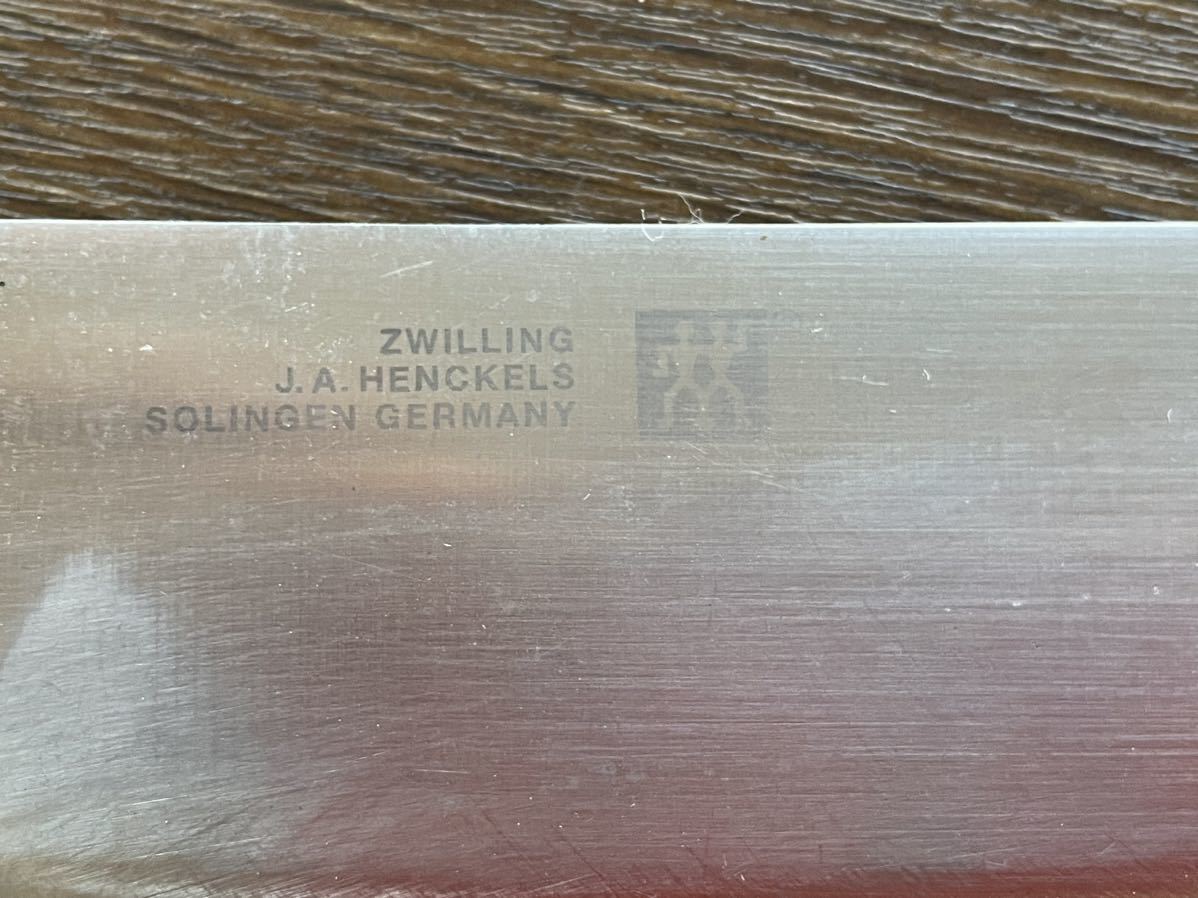 ZWILLING
J.A. HENCKELS
SOLINGEN GERMANY